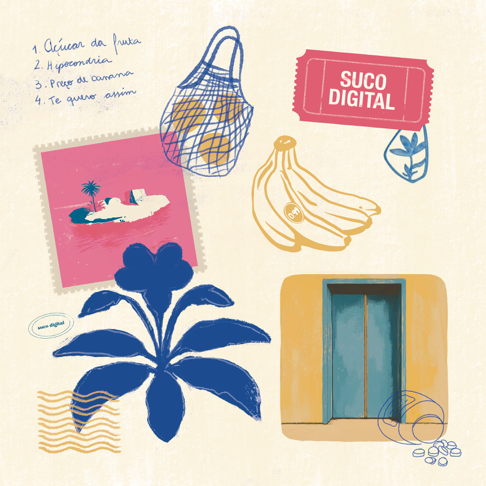 1. Açúcar da fruta
2. Hipocondria
3. Preço de banana
4. Te quero assim
SUCO
DIGITAL
suco digital